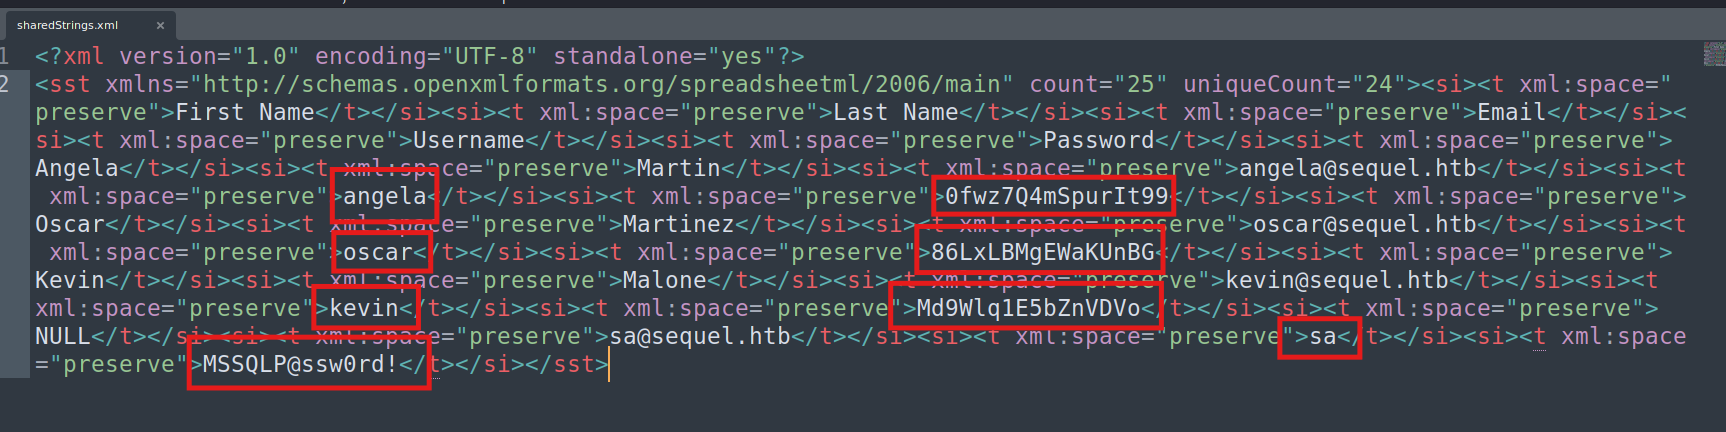 sharedStrings.xml ×
1 <?xml version="1.0" encoding="UTF-8" standalone="yes"?>
2 <sst xmlns="http://schemas.openxmlformats.org/spreadsheetml/2006/main" count="25" uniqueCount="24"><si><t xml:space="
preserve">First Name</t></si><si><t xml:space="preserve">Last Name</t></si><si><t xml:space="preserve">Email</t></si><
si><t xml:space="preserve">Username</t></si><si><t xml:space="preserve">Password</t></si><si><t xml:space="preserve">
Angela</t></si><si><t xml:space="preserve">Martin</t></si><si><t xml:space="preserve">angela@sequel.htb</t></si><si><t
xml:space="preserve">angela</t></si><si><t xml:space="preserve">0fwz7Q4mSpurIt99</t></si><si><t xml:space="preserve">
Oscar</t></si><si><t xml:space="preserve">Martinez</t></si><si><t xml:space="preserve">oscar@sequel.htb</t></si><si><t
xml:space="preserve">oscar</t></si><si><t xml:space="preserve">86LxLBMgEWaKUnBG</t></si><si><t xml:space="preserve">
Kevin</t></si><si><t xml:space="preserve">Malone</t></si><si><t xml:space="preserve">kevin@sequel.htb</t></si><si><t
xml:space="preserve">kevin</t></si><si><t xml:space="preserve">Md9Wlq1E5bZnVDVo</t></si><si><t xml:space="preserve">
NULL</t></si><si><t xml:space="preserve">sa@sequel.htb</t></si><si><t xml:space="preserve">sa</t></si><si><t xml:space
="preserve">MSSQLP@ssw0rd!</t></si></sst>